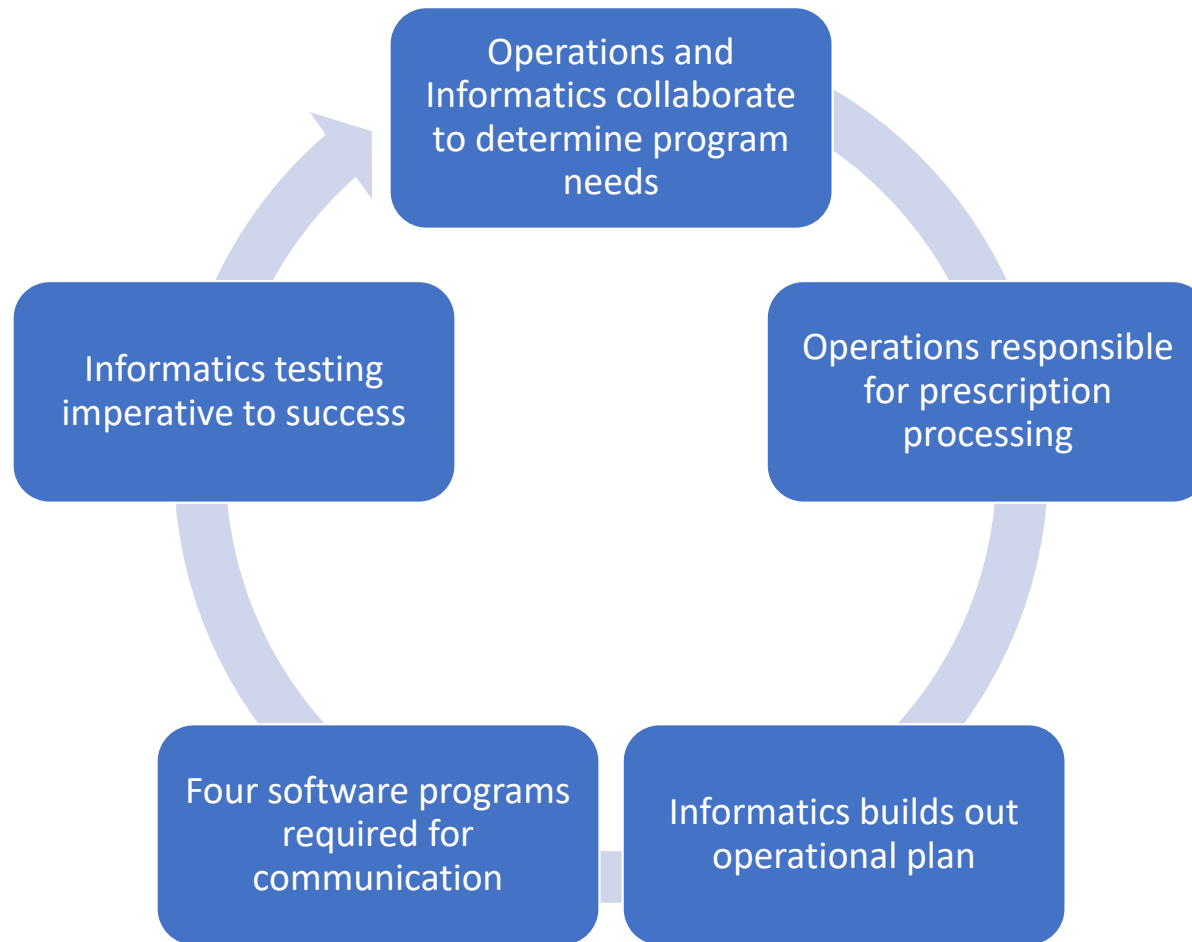 Operations and
Informatics collaborate
to determine program
needs
Operations responsible
for prescription
processing
Informatics builds out
operational plan
Four software programs
required for
communication
Informatics testing
imperative to success